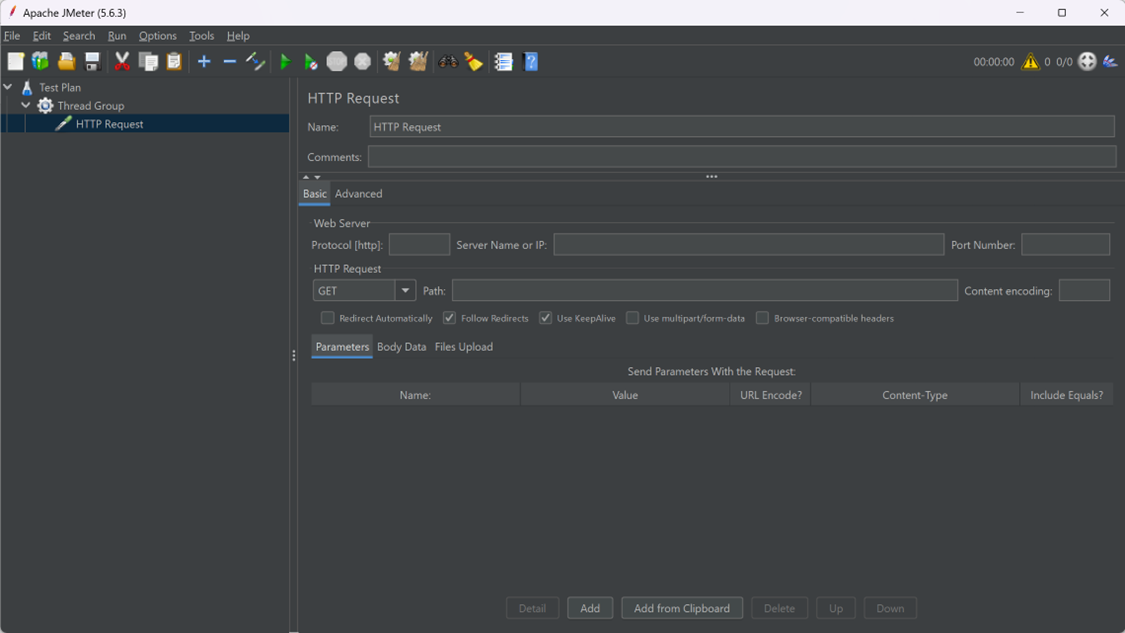 Apache JMeter (5.6.3)
File Edit Search Run Options Tools Help
00:00:00 0 0/0
Test Plan
Thread Group
HTTP Request
HTTP Request
Name: HTTP Request
Comments:
Basic Advanced
Web Server
Protocol [http]: Server Name or IP: Port Number:
HTTP Request
GET Path: Content encoding:
Redirect Automatically Follow Redirects Use KeepAlive Use multipart/form-data Browser-compatible headers
Parameters Body Data Files Upload
Send Parameters With the Request:
Name: Value URL Encode? Content-Type Include Equals?
Detail Add Add from Clipboard Delete Up Down